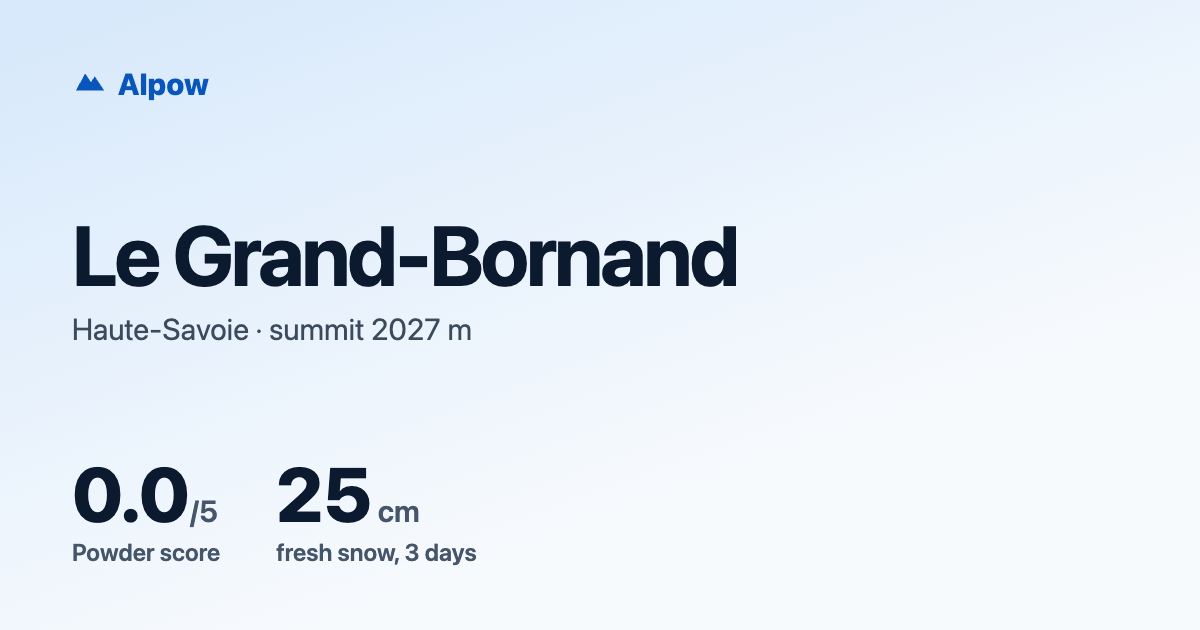 Alpow
Le Grand-Bornand
Haute-Savoie · summit 2027 m
0.0/5 25 cm
Powder score fresh snow, 3 days